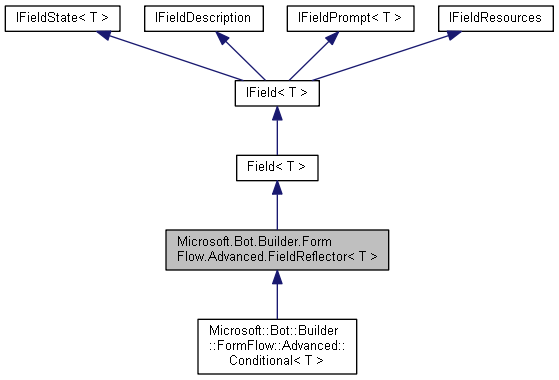 IFieldState< T >
IFieldDescription
IFieldPrompt< T >
IFieldResources
IField< T >
Field< T >
Microsoft.Bot.Builder.Form
Flow.Advanced.FieldReflector< T >
Microsoft::Bot::Builder
::FormFlow::Advanced::
Conditional< T >